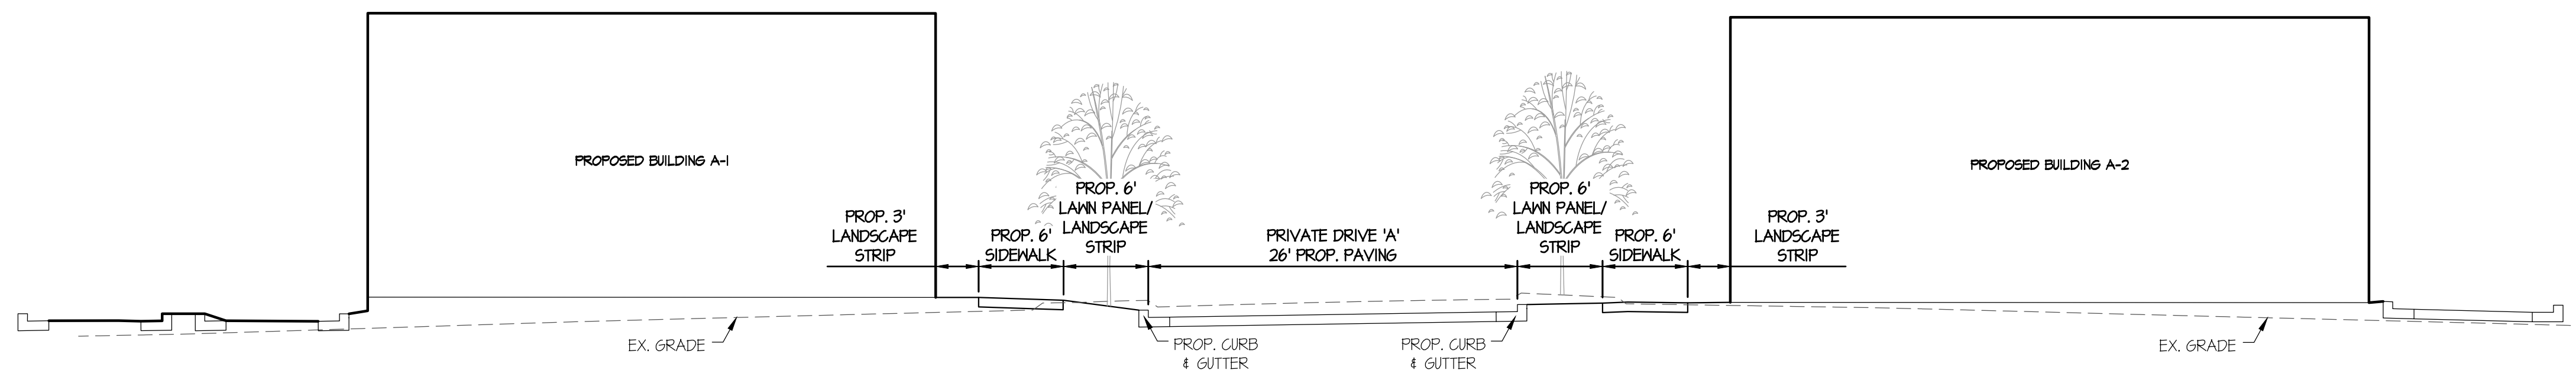 PROPOSED BUILDING A-1
PROP. 3'
LANDSCAPE
STRIP
PROP. 6'
SIDEWALK
PROP. 6'
LAWN PANEL/
LANDSCAPE
STRIP
PRIVATE DRIVE 'A'
26' PROP. PAVING
PROP. 6'
LAWN PANEL/
LANDSCAPE
STRIP
PROP. 6'
SIDEWALK
PROP. 3'
LANDSCAPE
STRIP
PROPOSED BUILDING A-2
EX. GRADE
PROP. CURB
& GUTTER
PROP. CURB
& GUTTER
EX. GRADE